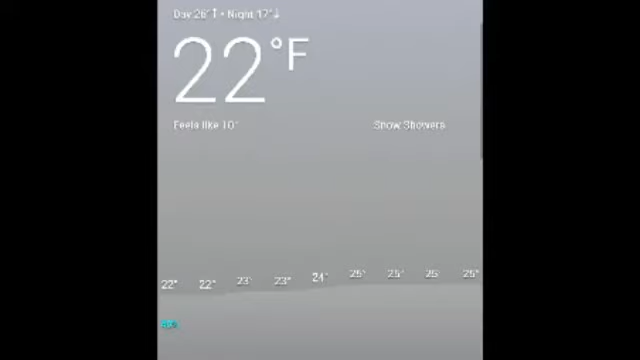 Day 26°↑ • Night 17°↓
22°F
Feels like 10°
Snow Showers
22° 22° 23° 23° 24° 25° 25° 25° 25°